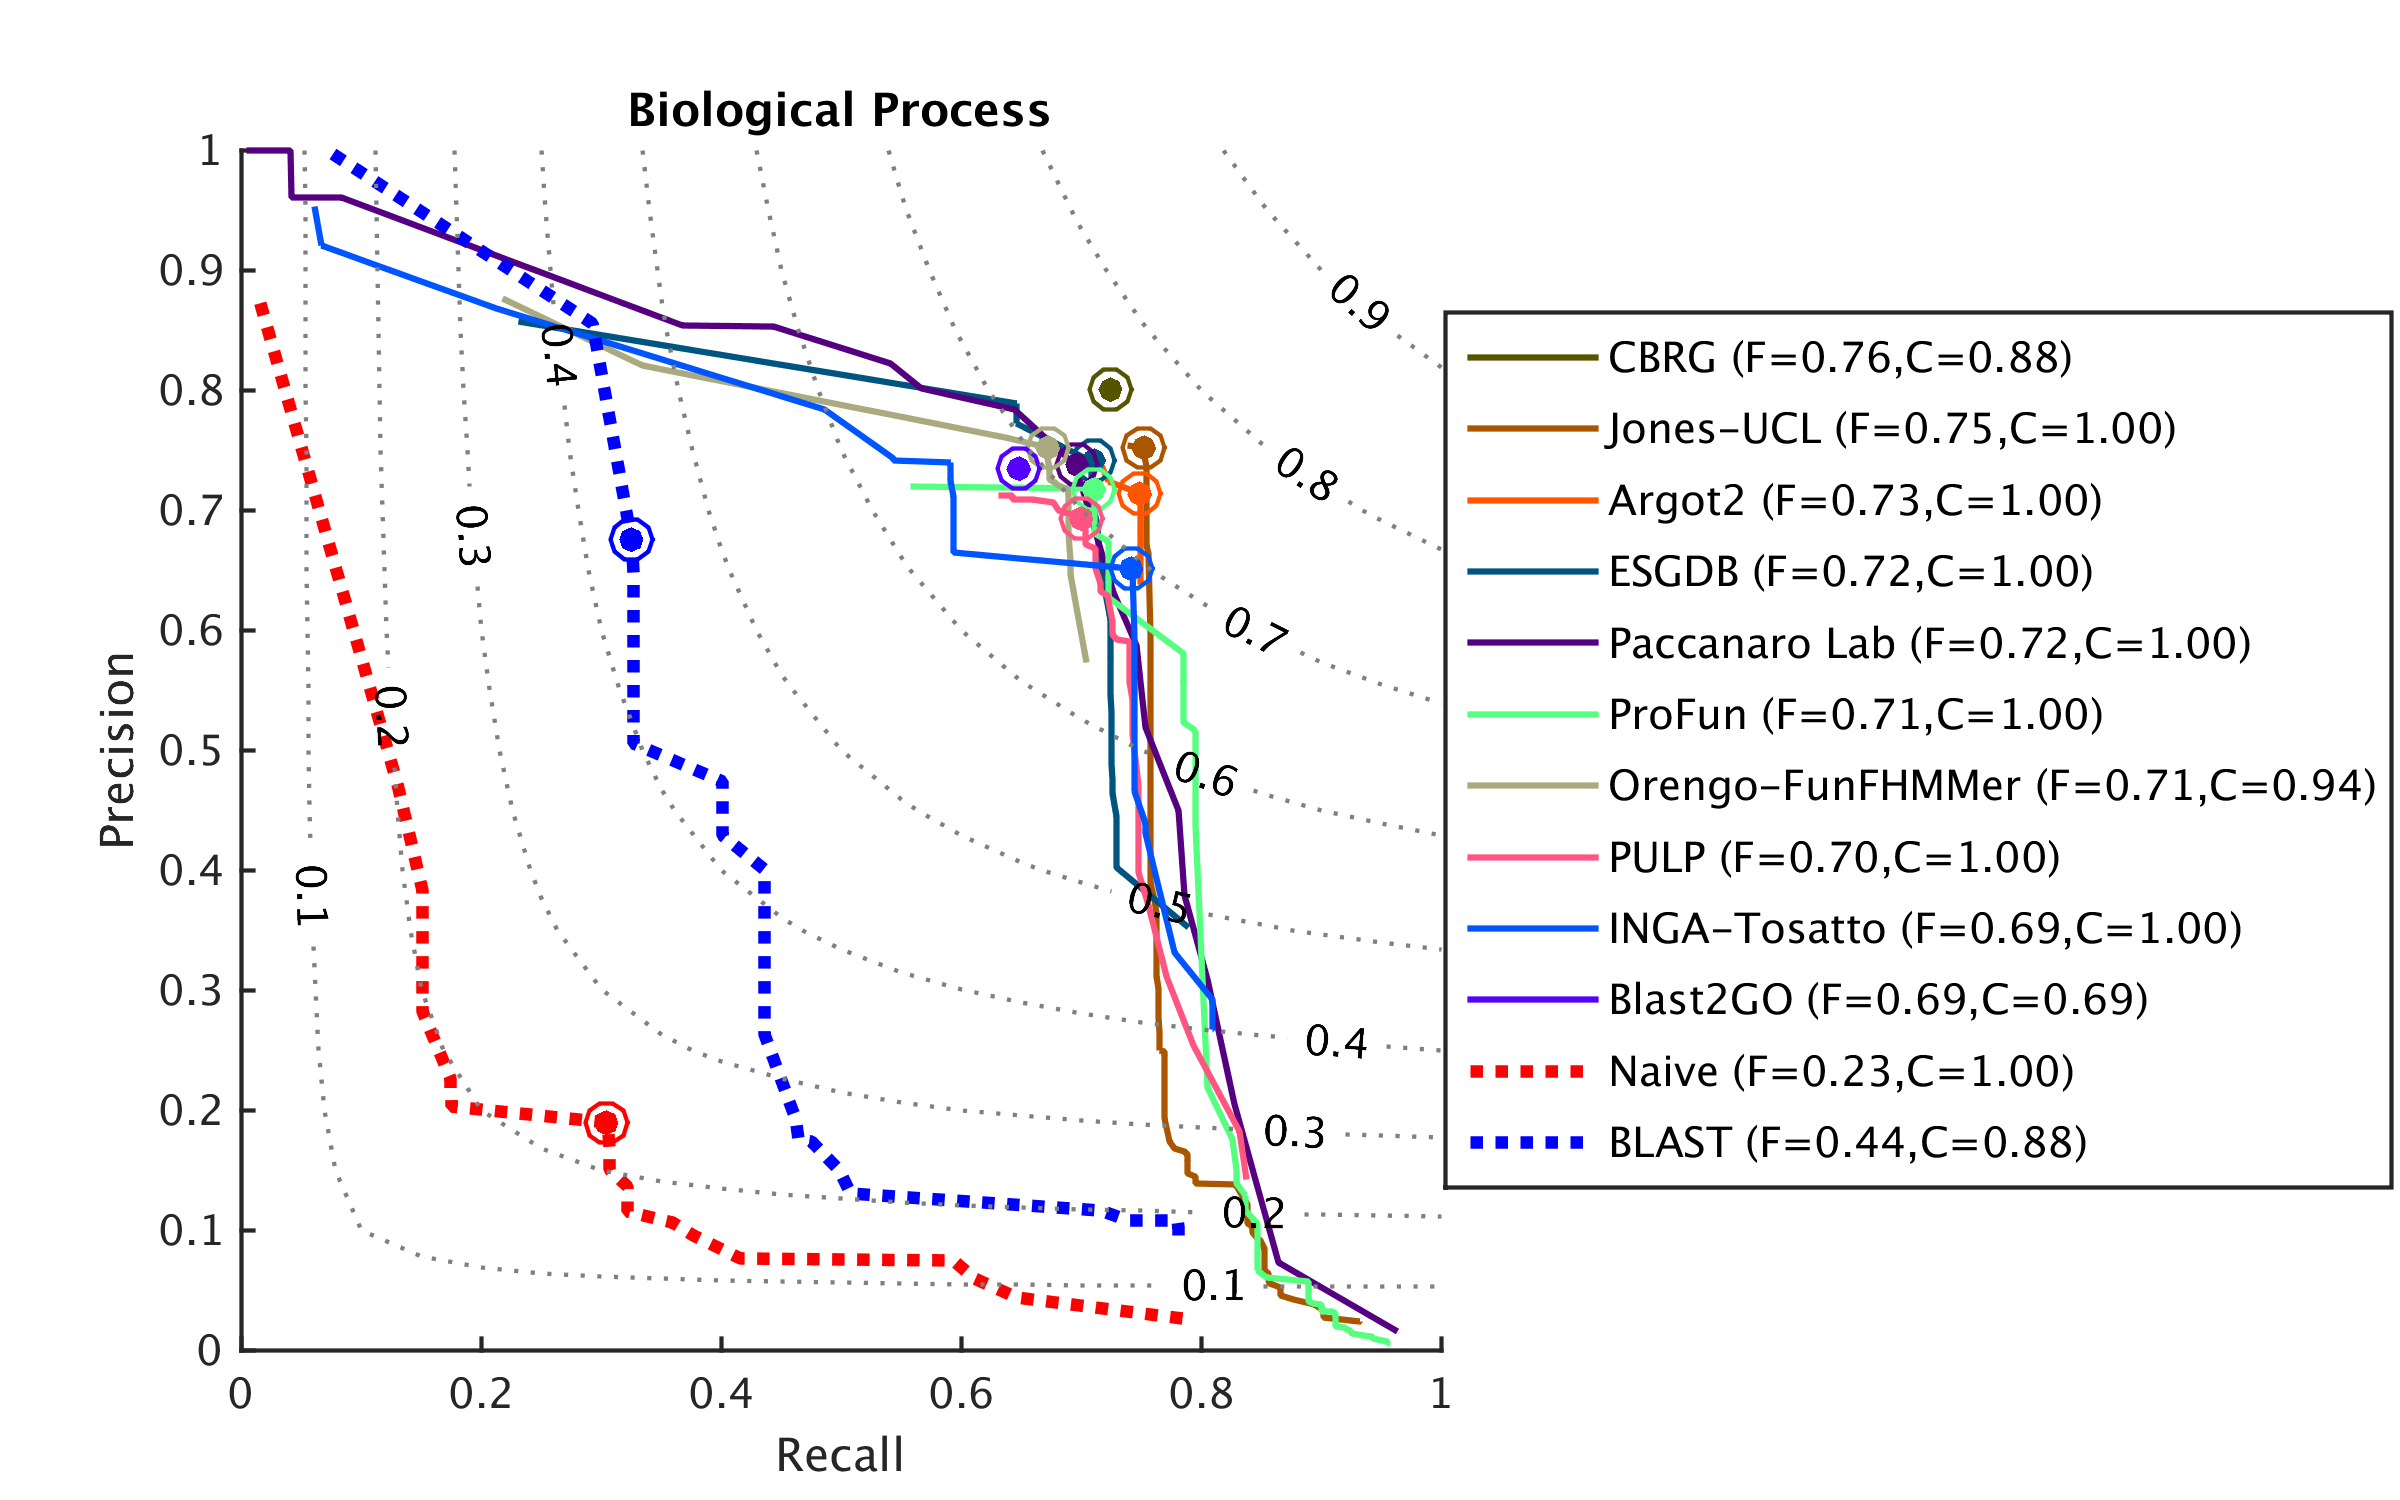 Biological Process
Precision
1
0.9
0.8
0.7
0.6
0.5
0.4
0.3
0.2
0.1
0
0
0.2
0.4
0.6
0.8
1
Recall
0.1
0.2
0.3
0.4
0.9
0.8
0.7
0.6
0.5
0.4
0.3
0.2
0.1
CBRG (F=0.76,C=0.88)
Jones-UCL (F=0.75,C=1.00)
Argot2 (F=0.73,C=1.00)
ESGDB (F=0.72,C=1.00)
Paccanaro Lab (F=0.72,C=1.00)
ProFun (F=0.71,C=1.00)
Orengo-FunFHMMer (F=0.71,C=0.94)
PULP (F=0.70,C=1.00)
INGA-Tosatto (F=0.69,C=1.00)
Blast2GO (F=0.69,C=0.69)
Naive (F=0.23,C=1.00)
BLAST (F=0.44,C=0.88)